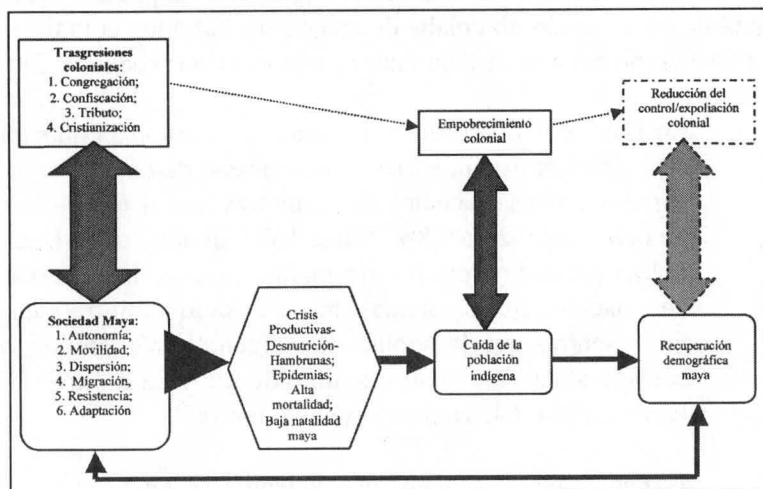 Trasgresiones
coloniales:
1. Congregación;
2. Confiscación;
3. Tributo;
4. Cristianización
Empobrecimiento
colonial
Reducción del
control/expoliación
colonial
Sociedad Maya:
1. Autonomía;
2. Movilidad;
3. Dispersión;
4. Migración,
5. Resistencia;
6. Adaptación
Crisis
Productivas-
Desnutrición-
Hambrunas;
Epidemias;
Alta
mortalidad;
Baja natalidad
maya
Caída de la
población
indígena
Recuperación
demográfica
maya